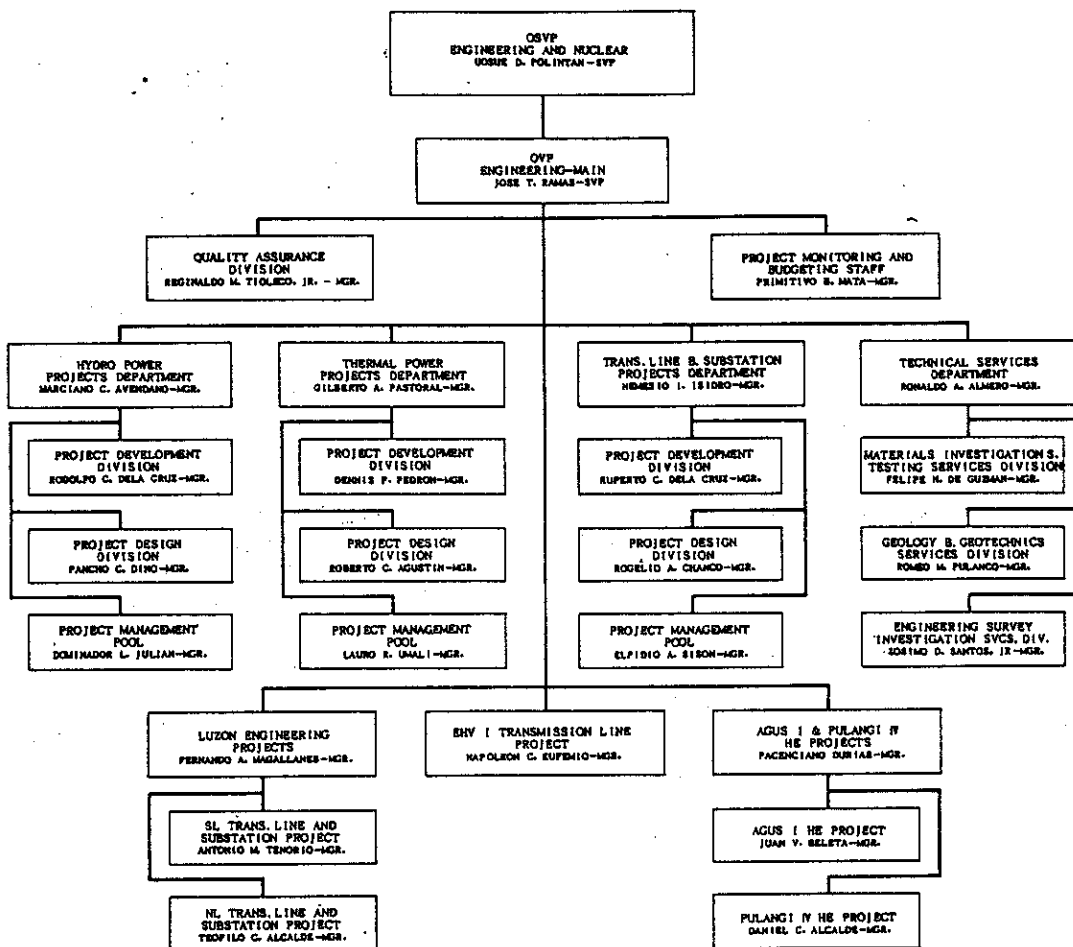 OSVP
ENGINEERING AND NUCLEAR
D. POLINTAN-SVP
OVP
ENGINEERING-MAIN
JOSE T. RAMAS-SVP
QUALITY ASSURANCE
DIVISION
REGINALDO M. TIOLECO, JR. - MGR.
PROJECT MONITORING AND
BUDGETING STAFF
PRIMITIVO B. MATA-MGR.
HYDRO POWER
PROJECTS DEPARTMENT
MARCIANO C. AVENDANO-MGR.
THERMAL POWER
PROJECTS DEPARTMENT
GILBERTO A. PASTORAL-MGR.
TRANS. LINE B. SUBSTATION
PROJECTS DEPARTMENT
NEMESIO I. ISIDRO-MGR.
TECHNICAL SERVICES
DEPARTMENT
RONALDO A. ALMERO-MGR.
PROJECT DEVELOPMENT
DIVISION
RODOLFO C. DELA CRUZ-MGR.
PROJECT DEVELOPMENT
DIVISION
DENNIS P. PEDRON-MGR.
PROJECT DEVELOPMENT
DIVISION
RUPERTO C. DELA CRUZ-MGR.
MATERIALS INVESTIGATION S.
TESTING SERVICES DIVISION
FELIPE H. DE GUZMAN-MGR.
PROJECT DESIGN
DIVISION
PANCHO C. DINO-MGR.
PROJECT DESIGN
DIVISION
ROBERTO C. AGUSTIN-MGR.
PROJECT DESIGN
DIVISION
ROGELIO A. CHANCO-MGR.
GEOLOGY B. GEOTECHNICS
SERVICES DIVISION
ROMEO M. PULANCO-MGR.
PROJECT MANAGEMENT
POOL
DOMINADOR L. JULIAN-MGR.
PROJECT MANAGEMENT
POOL
LAURO R. UMALI-MGR.
PROJECT MANAGEMENT
POOL
ELPIDIO A. SISON-MGR.
ENGINEERING SURVEY
INVESTIGATION SVCS. DIV.
ZOSIMO D. SANTOS, JR-MGR.
LUZON ENGINEERING
PROJECTS
FERNANDO A. MAGALLANES-MGR.
EHV I TRANSMISSION LINE
PROJECT
NAPOLEON C. EUFEMIO-MGR.
AGUS I & PULANGI IV
HE PROJECTS
PACENCIANO DURIAS-MGR.
SL TRANS. LINE AND
SUBSTATION PROJECT
ANTONIO M. TENORIO-MGR.
AGUS I HE PROJECT
JUAN V. BELETA-MGR.
NL TRANS. LINE AND
SUBSTATION PROJECT
TEOFILO C. ALCALDE-MGR.
PULANGI IV HE PROJECT
DANIEL C. ALCALDE-MGR.